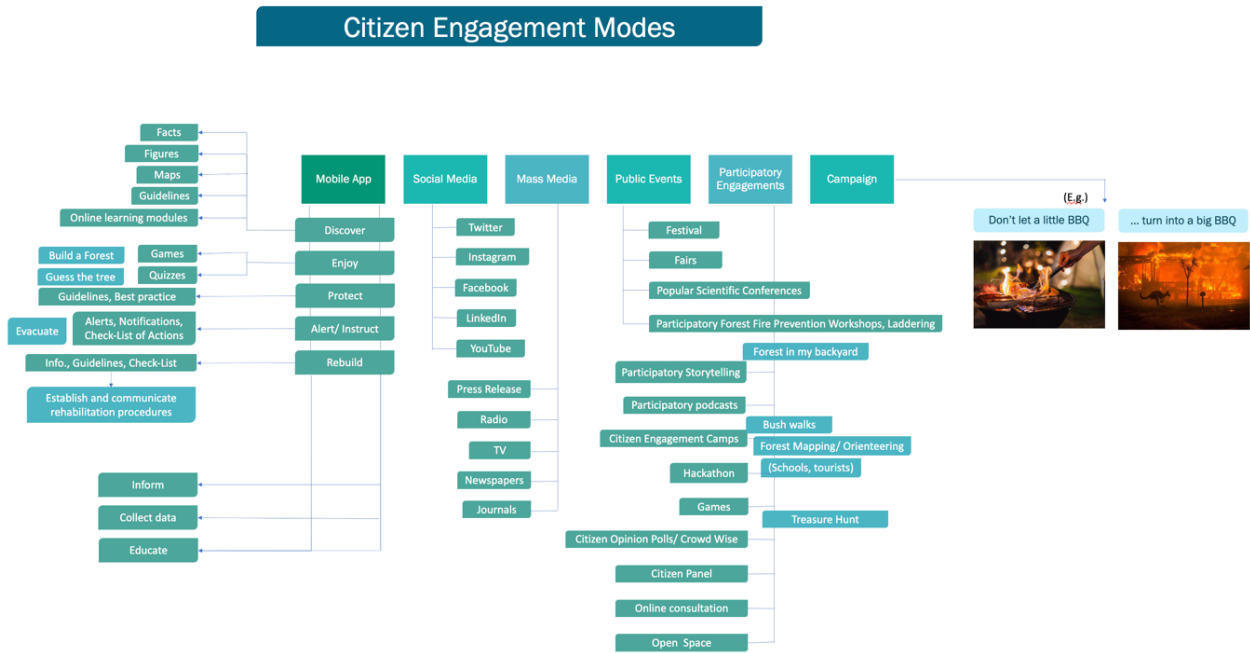 Citizen Engagement Modes
Facts
Figures
Maps
Guidelines
Online learning modules
Build a Forest
Games
Guess the tree
Quizzes
Guidelines, Best practice
Evacuate
Alerts, Notifications,
Check-List of Actions
Info., Guidelines, Check-List
Establish and communicate
rehabilitation procedures
Inform
Collect data
Educate
Mobile App
Discover
Enjoy
Protect
Alert/ Instruct
Rebuild
Social Media
Twitter
Instagram
Facebook
LinkedIn
YouTube
Mass Media
Press Release
Radio
TV
Newspapers
Journals
Public Events
Festival
Fairs
Popular Scientific Conferences
Participatory Forest Fire Prevention Workshops, Laddering
Participatory
Engagements
Forest in my backyard
Participatory Storytelling
Participatory podcasts
Bush walks
Citizen Engagement Camps
Forest Mapping/ Orienteering
(Schools, tourists)
Hackathon
Games
Treasure Hunt
Citizen Opinion Polls/ Crowd Wise
Citizen Panel
Online consultation
Open Space
Campaign
(E.g.)
Don't let a little BBQ
... turn into a big BBQ